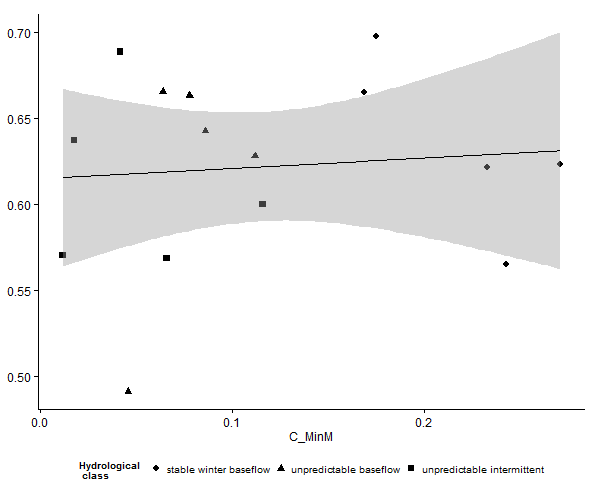 0.70
0.65
0.60
0.55
0.50
0.0 0.1 0.2
C_MinM
Hydrological
class
stable winter baseflow unpredictable baseflow unpredictable intermittent